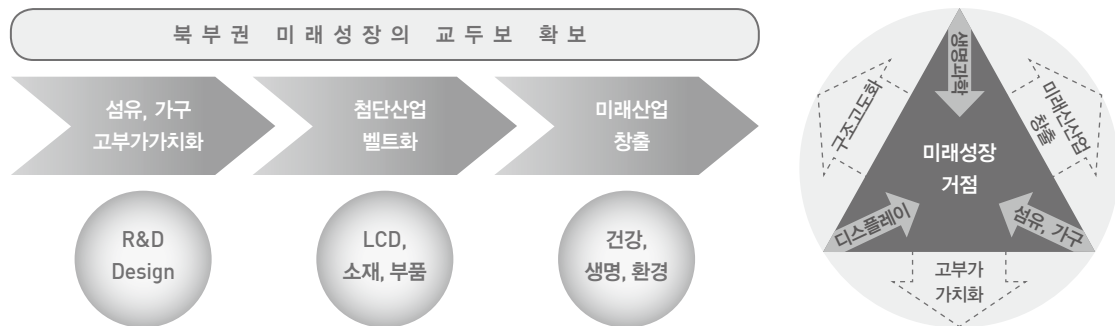 북부권 미래성장의 교두보 확보
섬유, 가구
고부가가치화
첨단산업
벨트화
미래산업
창출
R&D
Design
LCD,
소재, 부품
건강,
생명, 환경
생명과학
구조고도화
미래신산업
창출
미래성장
거점
디스플레이
섬유, 가구
고부가
가치화